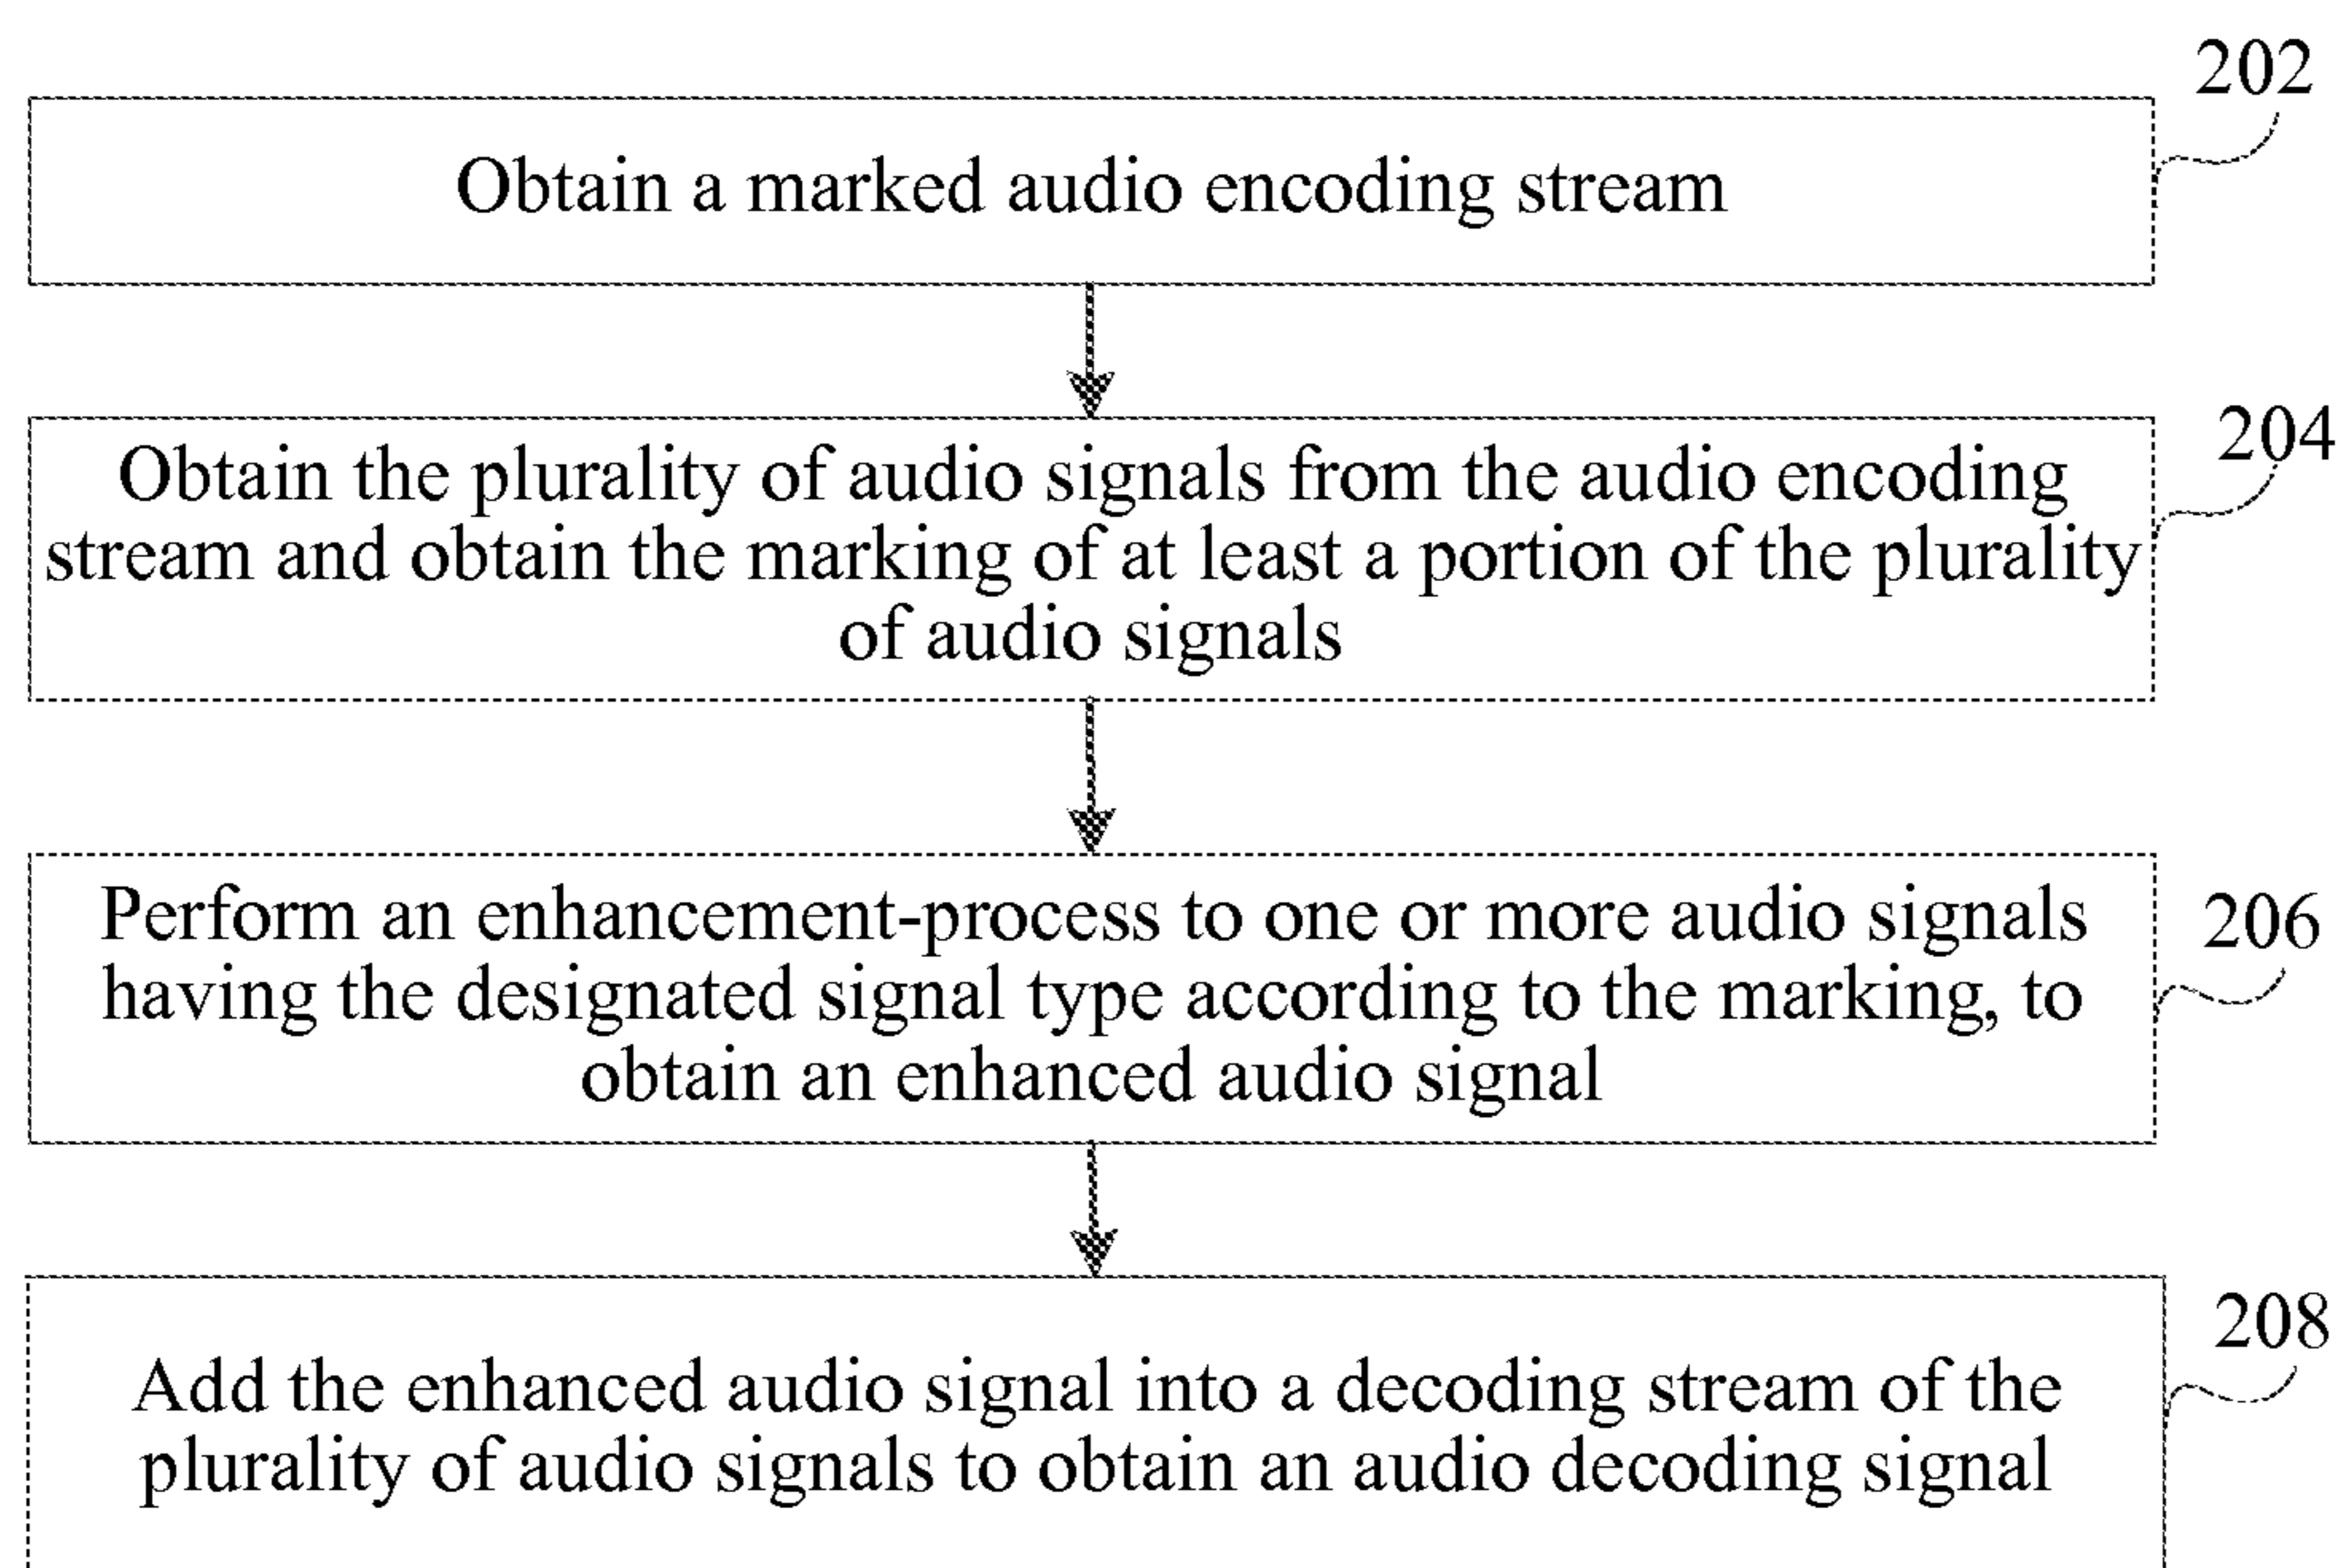 202
Obtain a marked audio encoding stream
204
Obtain the plurality of audio signals from the audio encoding
stream and obtain the marking of at least a portion of the plurality
of audio signals
206
Perform an enhancement-process to one or more audio signals
having the designated signal type according to the marking, to
obtain an enhanced audio signal
208
Add the enhanced audio signal into a decoding stream of the
plurality of audio signals to obtain an audio decoding signal